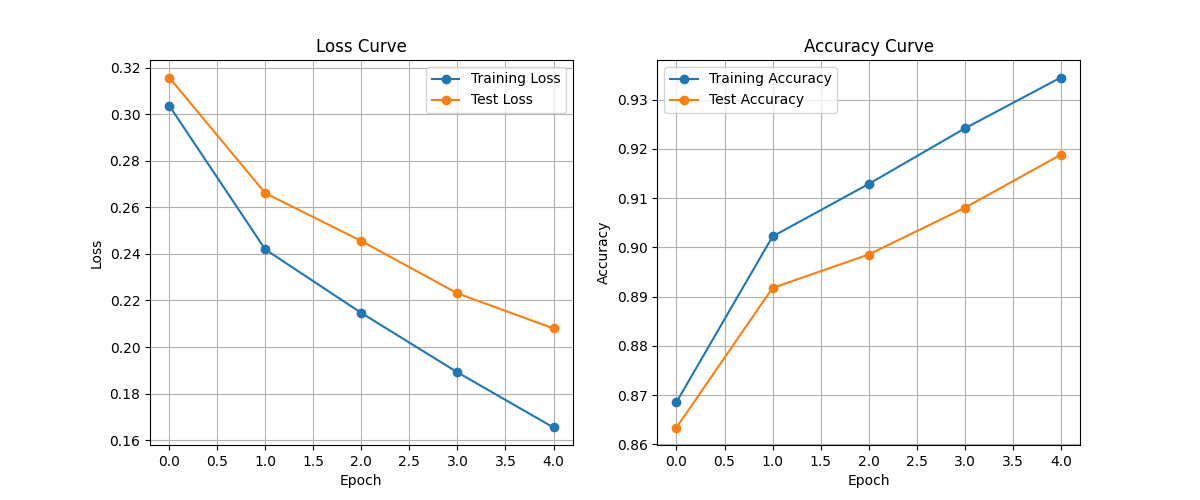 Loss Curve
Training Loss
Test Loss
0.32
0.30
0.28
0.26
0.24
0.22
0.20
0.18
0.16
Loss
0.0 0.5 1.0 1.5 2.0 2.5 3.0 3.5 4.0
Epoch
Accuracy Curve
Training Accuracy
Test Accuracy
0.93
0.92
0.91
0.90
0.89
0.88
0.87
0.86
Accuracy
0.0 0.5 1.0 1.5 2.0 2.5 3.0 3.5 4.0
Epoch